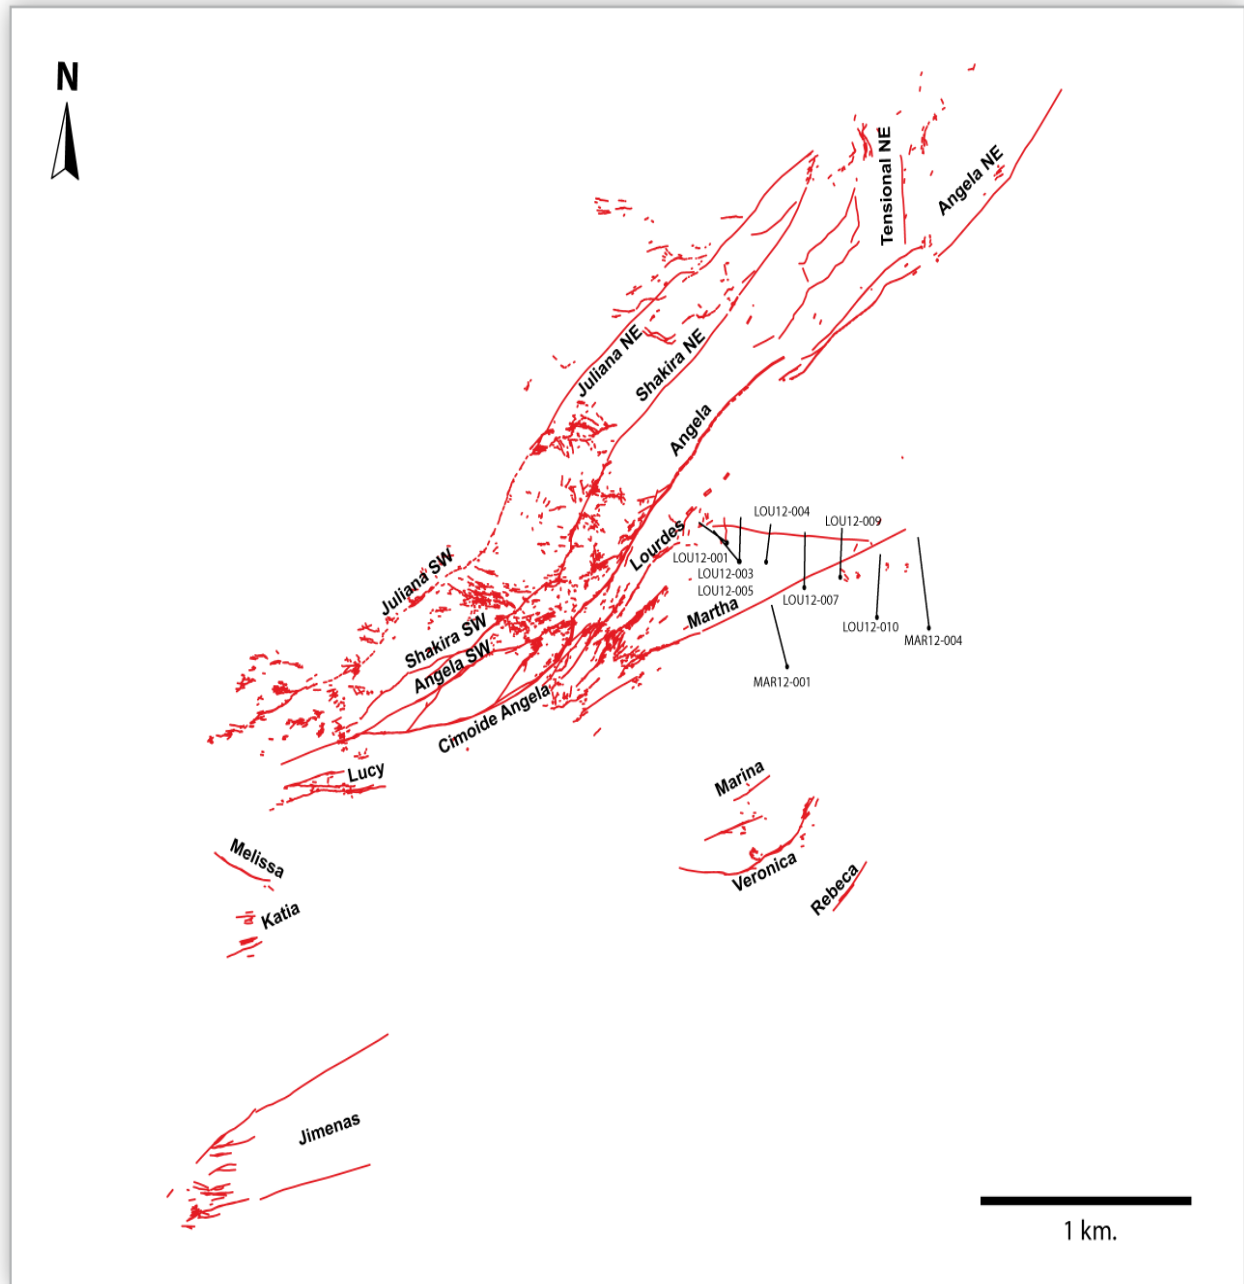 N
Tensional NE
Angela NE
Juliana NE
Shakira NE
Angela
LOU12-004
LOU12-009
Lourdes
LOU12-001
LOU12-003
LOU12-005
LOU12-007
Juliana SW
Martha
LOU12-010
MAR12-004
Shakira SW
Angela SW
MAR12-001
Cimoide Angela
Lucy
Marina
Melissa
Veronica
Rebeca
Katia
Jimenas
1 km.